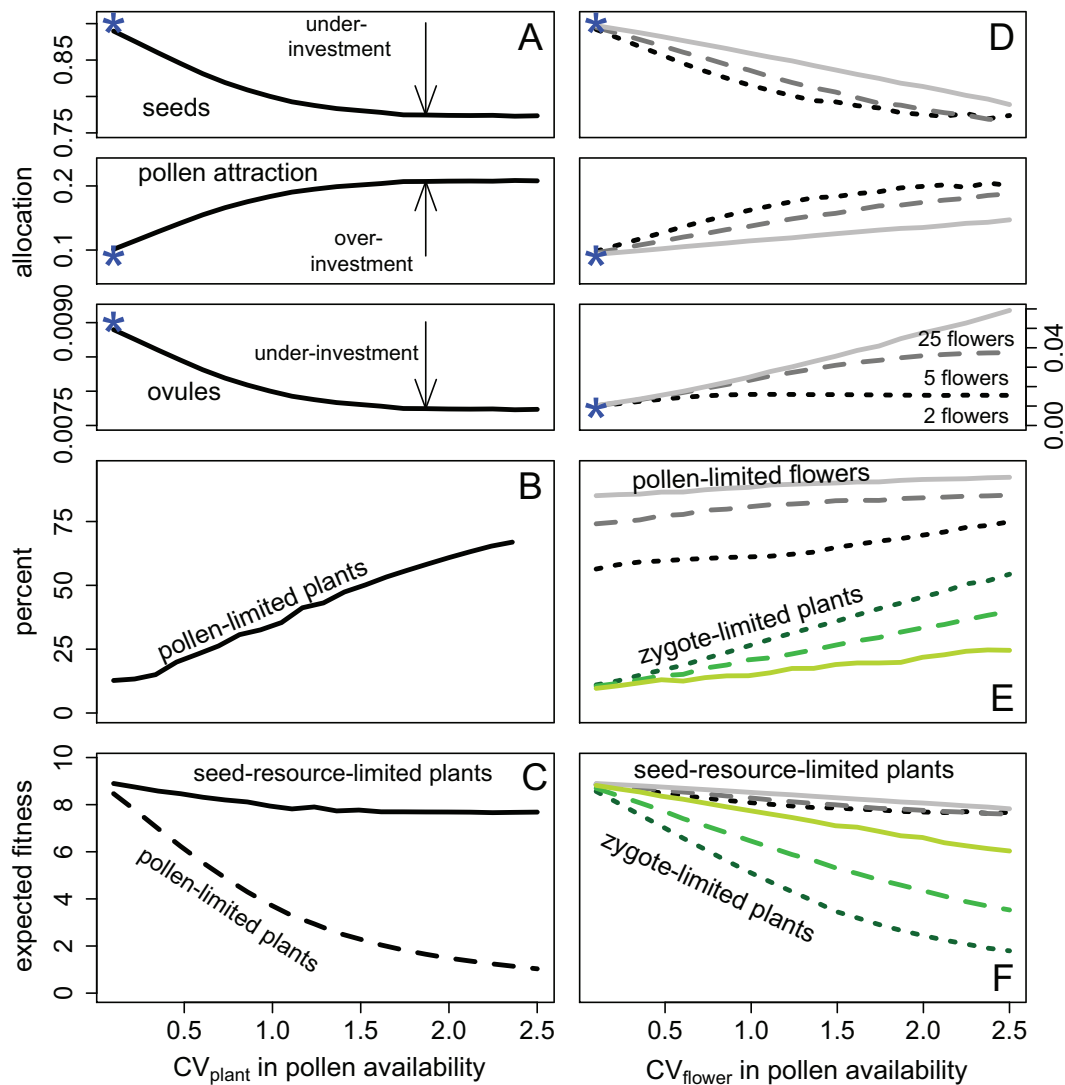 A
under-
investment
seeds
0.85
0.75
D
pollen attraction
over-
investment
0.2
0.1
allocation
under-investment
ovules
0.0090
0.0075
25 flowers
5 flowers
2 flowers
0.04
0.00
B
pollen-limited plants
75
50
25
0
percent
pollen-limited flowers
zygote-limited plants
E
seed-resource-limited plants
C
pollen-limited plants
10
8
6
4
2
0
expected fitness
0.5
1.0
1.5
2.0
2.5
CVplant in pollen availability
seed-resource-limited plants
zygote-limited plants
F
0.5
1.0
1.5
2.0
2.5
CVflower in pollen availability